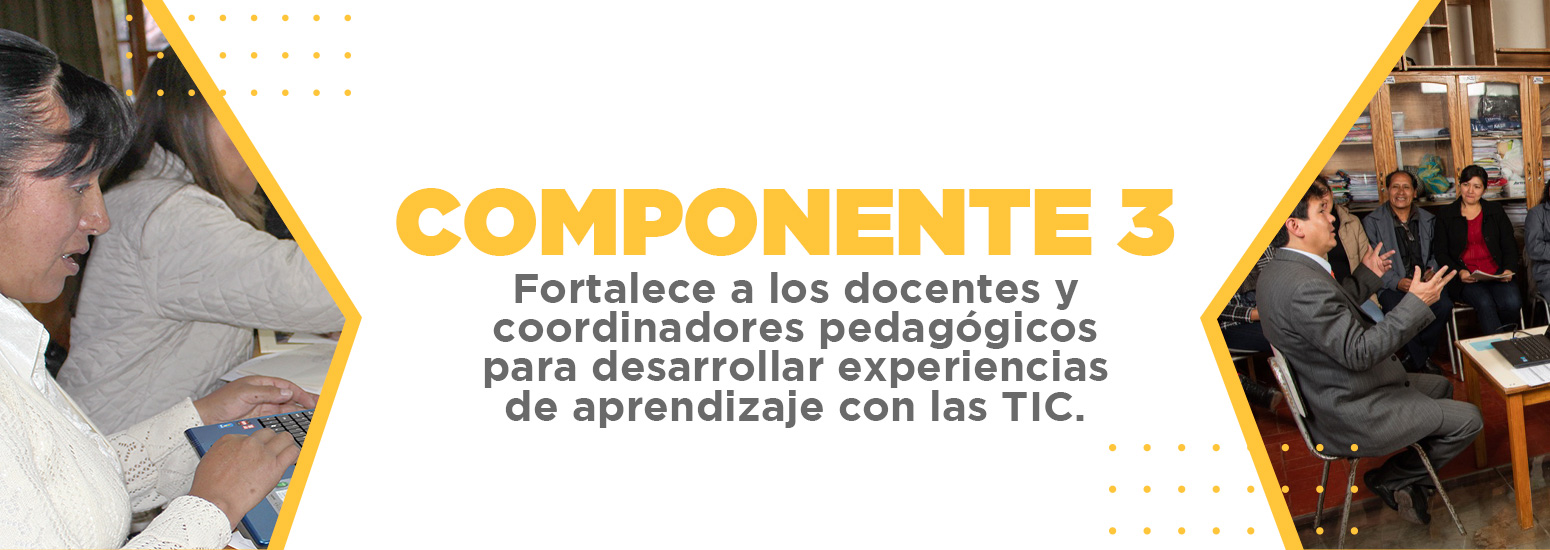 COMPONENTE 3
Fortalece a los docentes y
coordinadores pedagógicos
para desarrollar experiencias
de aprendizaje con las TIC.